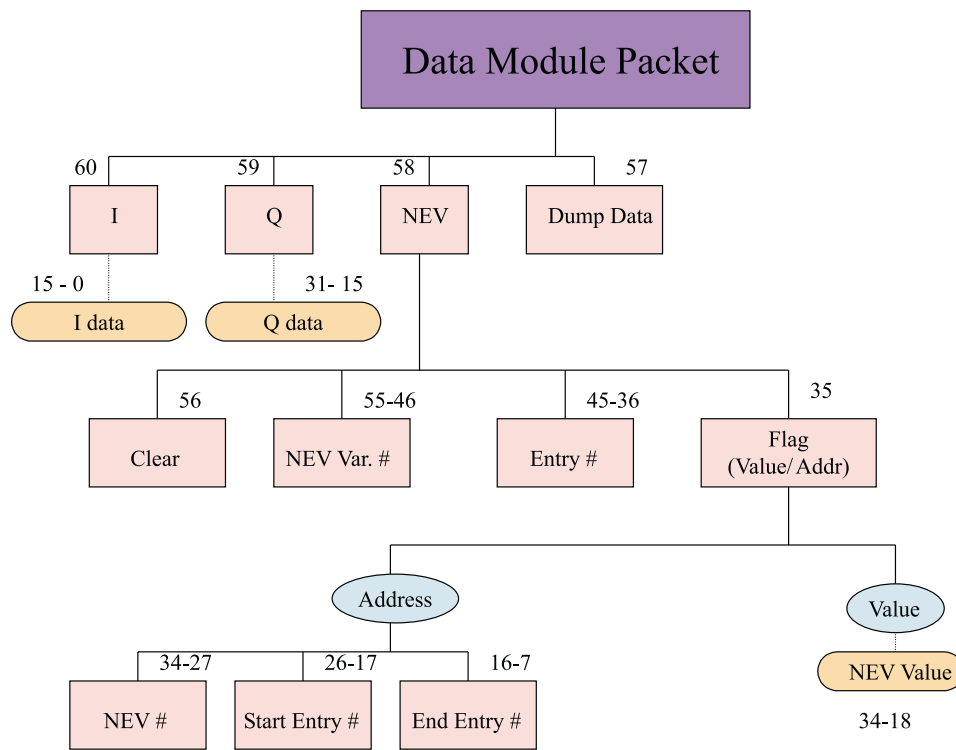 Data Module Packet
60
59
58
57
I
Q
NEV
Dump Data
15 - 0
31- 15
I data
Q data
56
55-46
45-36
35
Clear
NEV Var. #
Entry #
Flag
(Value/ Addr)
Address
Value
34-27
26-17
16-7
NEV Value
NEV #
Start Entry #
End Entry #
34-18